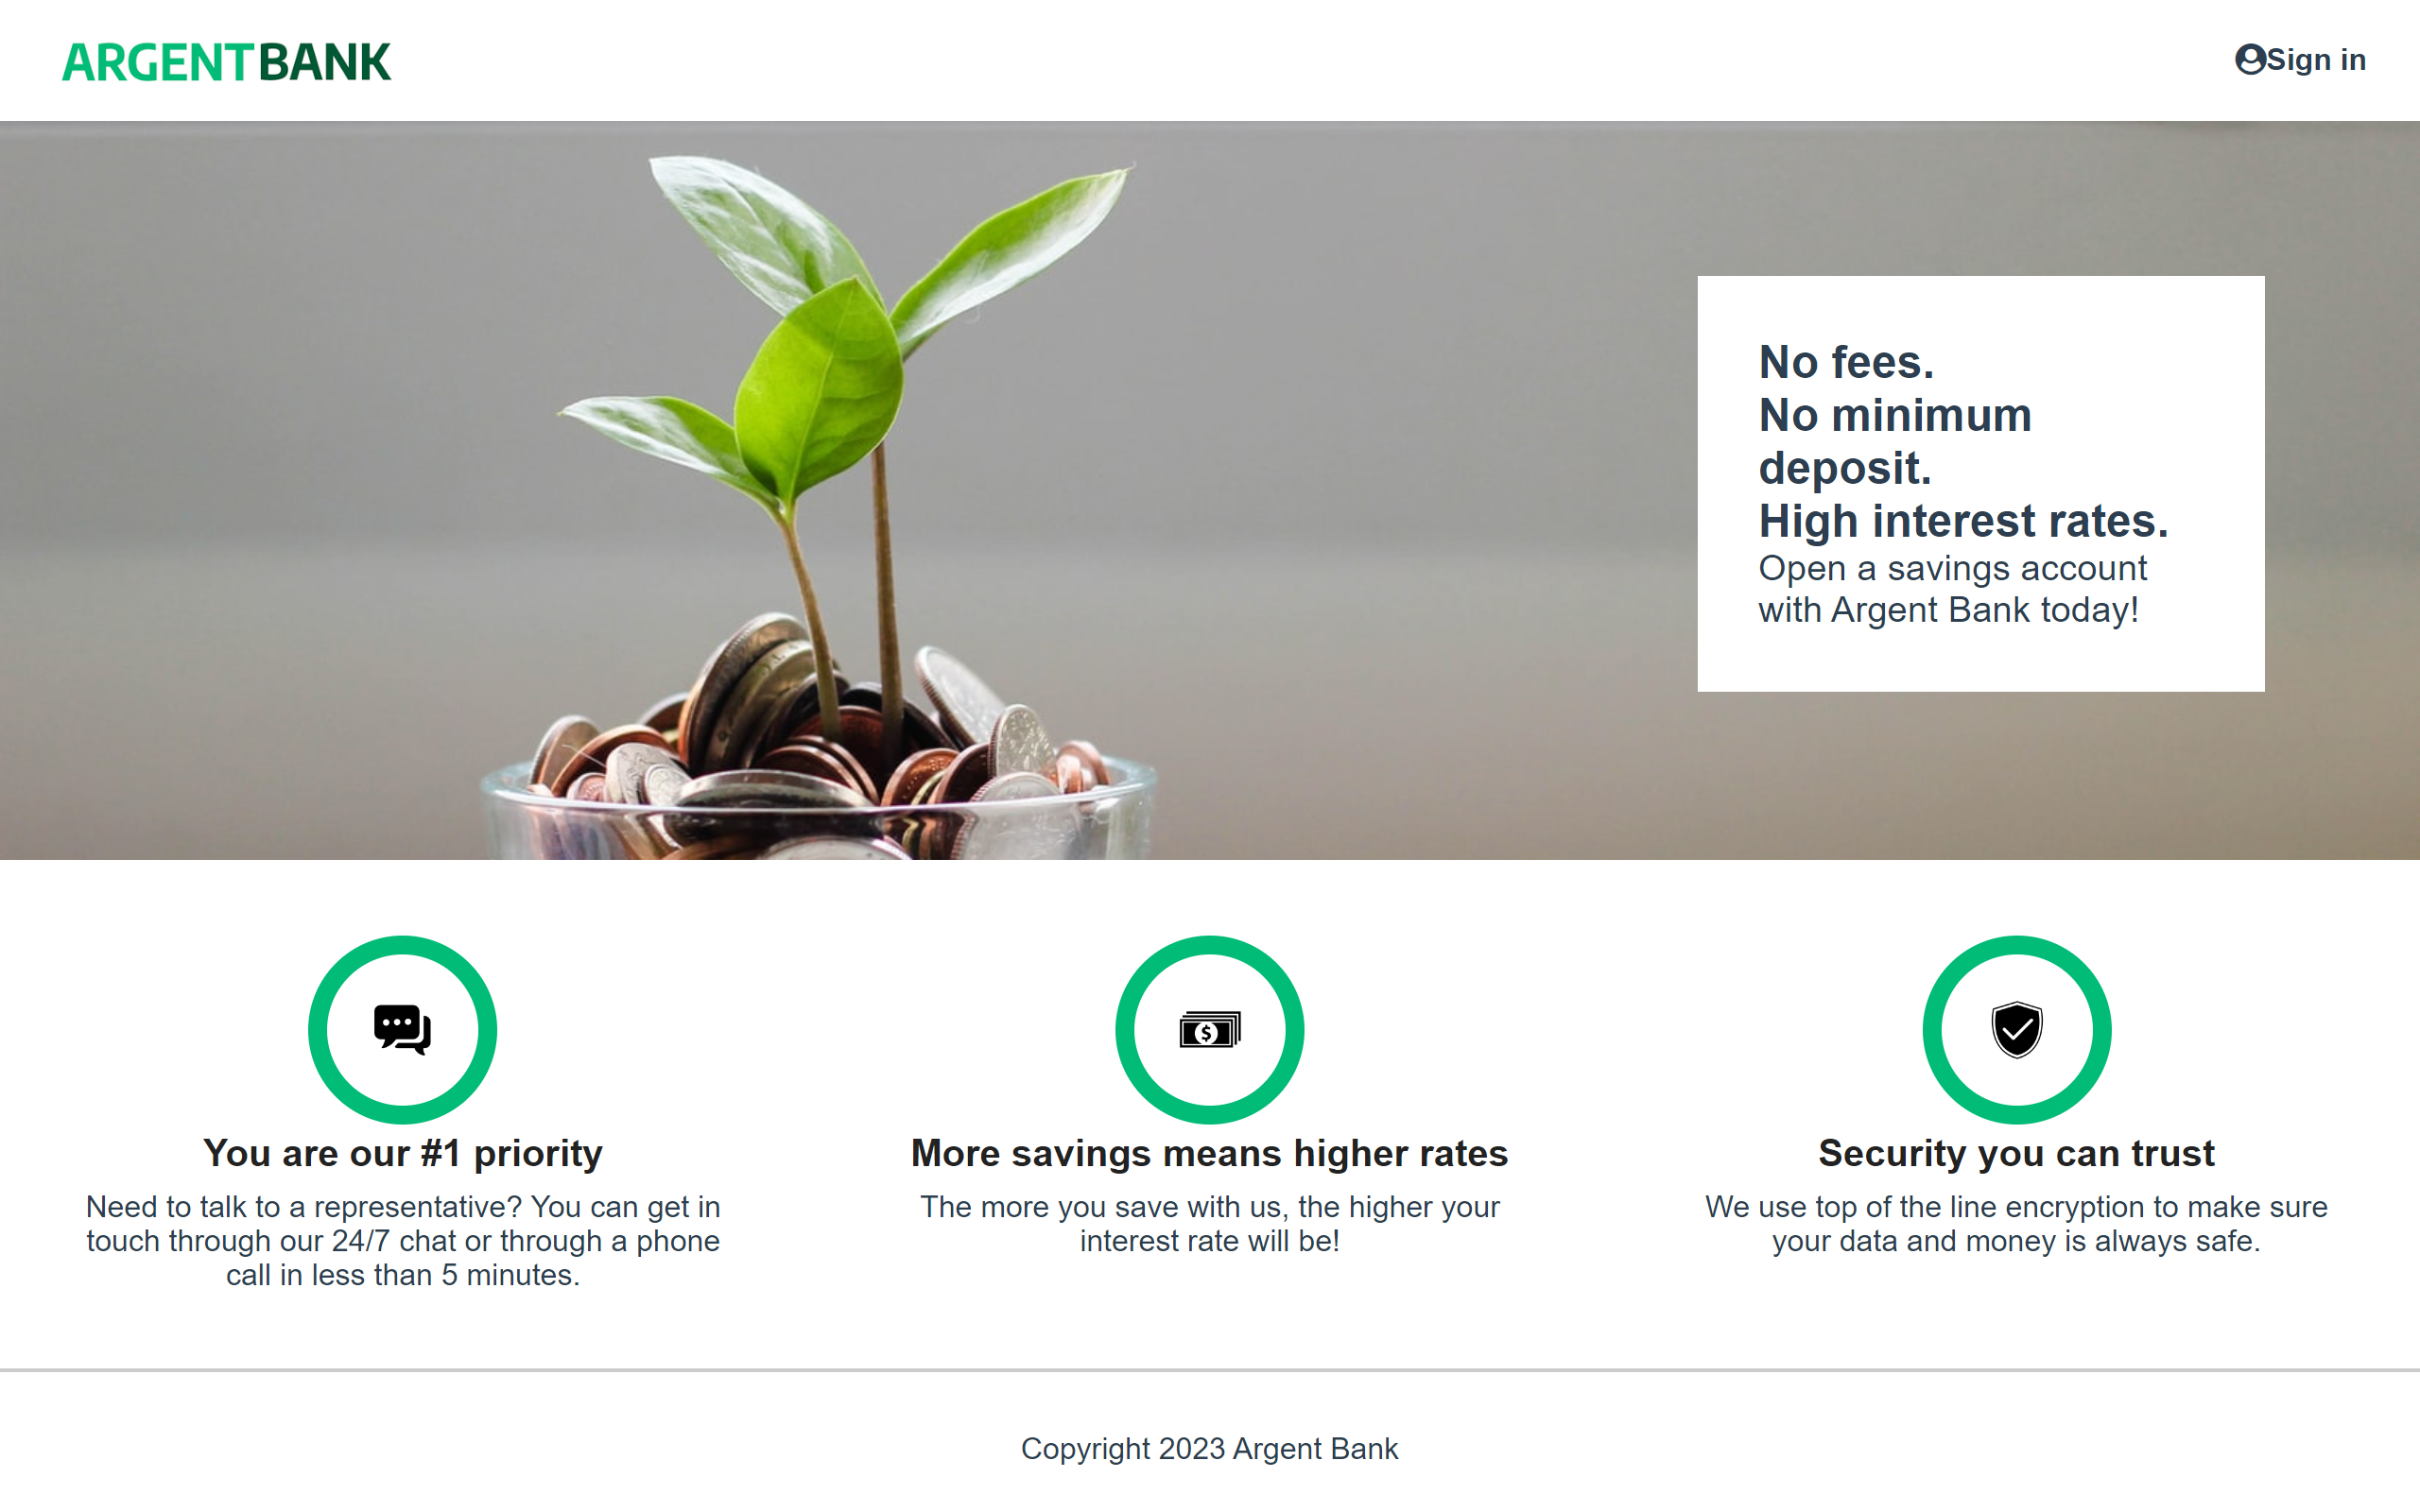 ARGENTBANK
Sign in
No fees.
No minimum
deposit.
High interest rates.
Open a savings account
with Argent Bank today!
You are our #1 priority
Need to talk to a representative? You can get in
touch through our 24/7 chat or through a phone
call in less than 5 minutes.
More savings means higher rates
The more you save with us, the higher your
interest rate will be!
Security you can trust
We use top of the line encryption to make sure
your data and money is always safe.
Copyright 2023 Argent Bank